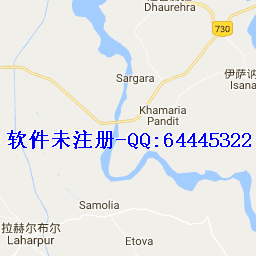 Dhaurehra
730
Sargara
伊萨讷
Isana
Khamaria
Pandit
软件未注册-QQ:64445322
Samolia
拉赫尔布尔
Laharpur
Etova